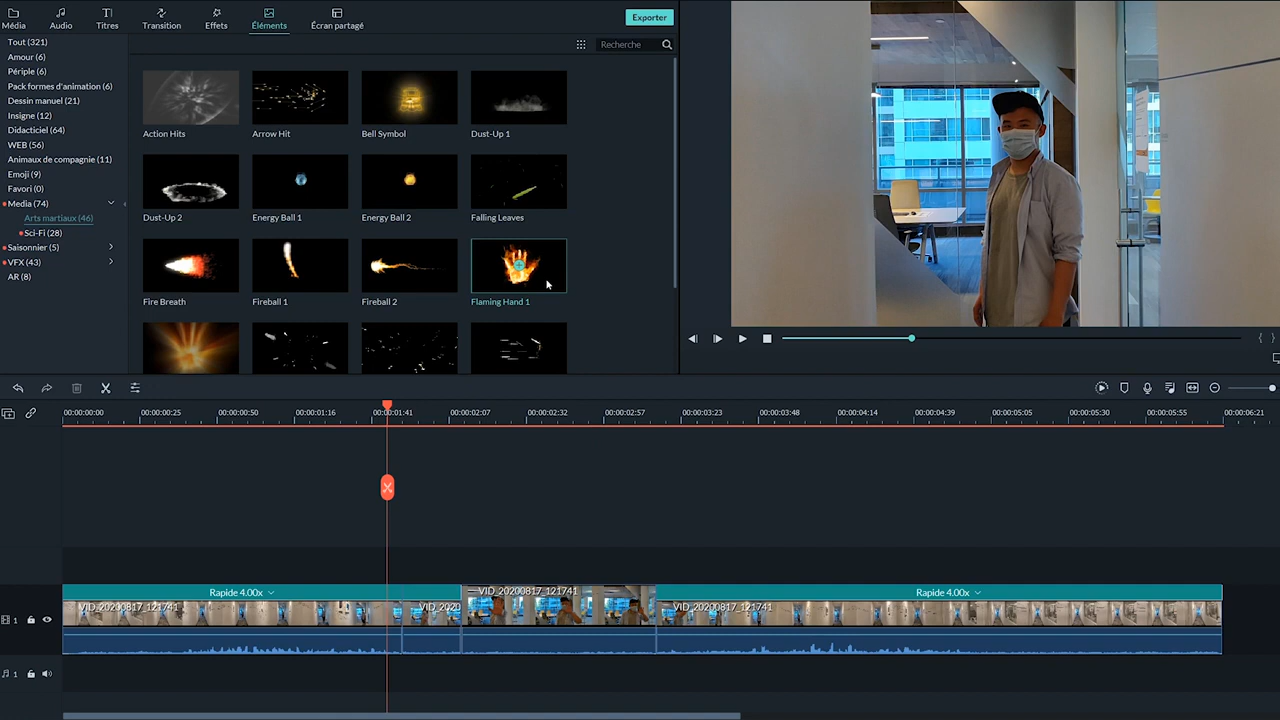 Média Audio Titres Transition Effets Éléments Écran partagé Exporter
Recherche
Tout (321)
Amour (6)
Périple (6)
Pack formes d'animation (6)
Dessin manuel (21)
Insigne (12)
Didacticiel (64)
WEB (56)
Animaux de compagnie (11)
Emoji (9)
Favori (0)
Media (74)
Arts martiaux (46)
Sci-Fi (28)
Saisonnier (5)
VFX (43)
AR (8)
Action Hits Arrow Hit Bell Symbol Dust-Up 1
Dust-Up 2 Energy Ball 1 Energy Ball 2 Falling Leaves
Fire Breath Fireball 1 Fireball 2 Flaming Hand 1
00:00:00:00 00:00:00:25 00:00:00:50 00:00:01:16 00:00:01:41 00:00:02:07 00:00:02:32 00:00:02:57 00:00:03:23 00:00:03:48 00:00:04:14 00:00:04:39 00:00:05:05 00:00:05:30 00:00:05:55 00:00:06:21
Rapide 4.00x VID_20200817_121741 Rapide 4.00x
VID_20200817_121741 VID_2020 VID_20200817_121741
1
1